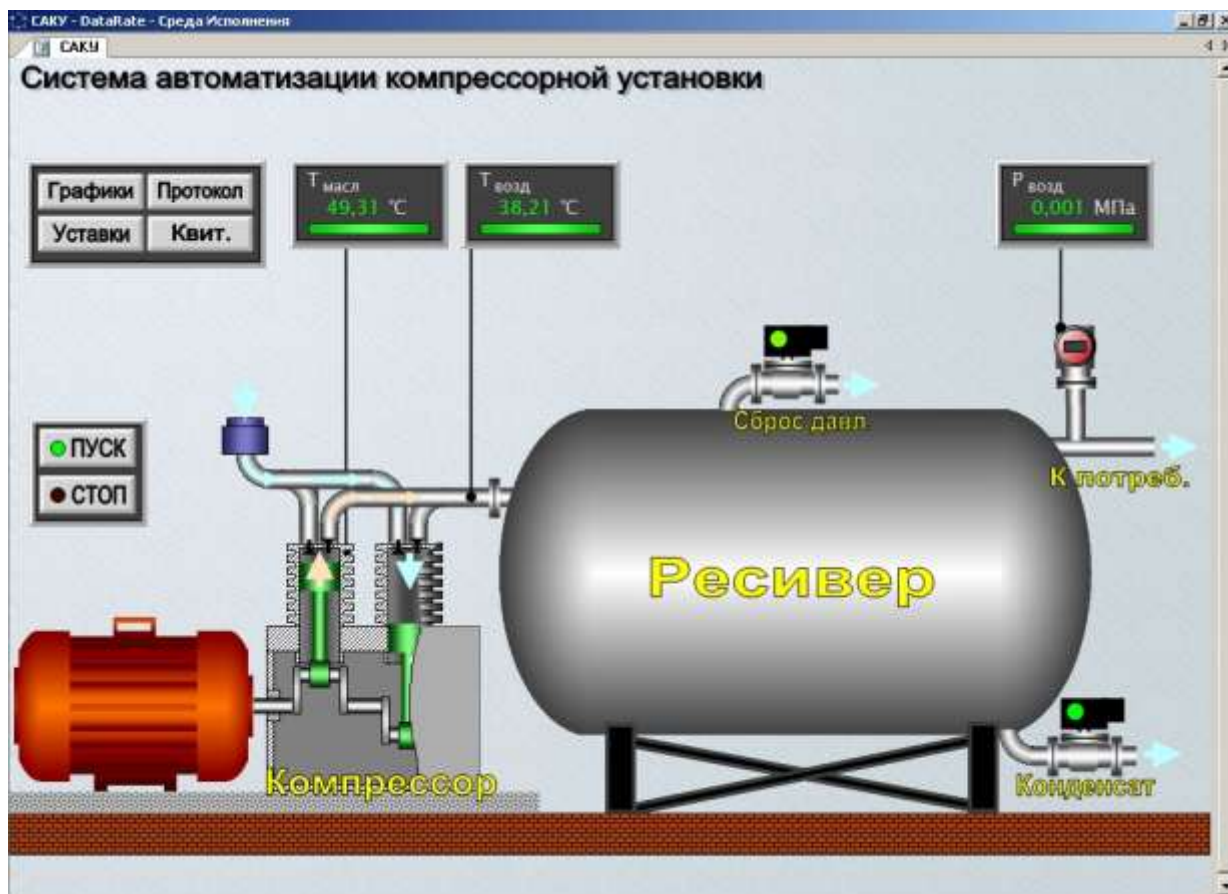 САКУ - DataRate - Среда Исполнения
САКУ
Система автоматизации компрессорной установки
Графики Протокол
Уставки Квит.
Т масл
49,31 °C
Т возд
38,21 °C
Р возд
0,001 МПа
Сброс давл
ПУСК
СТОП
К потреб.
Ресивер
Компрессор
Конденсат